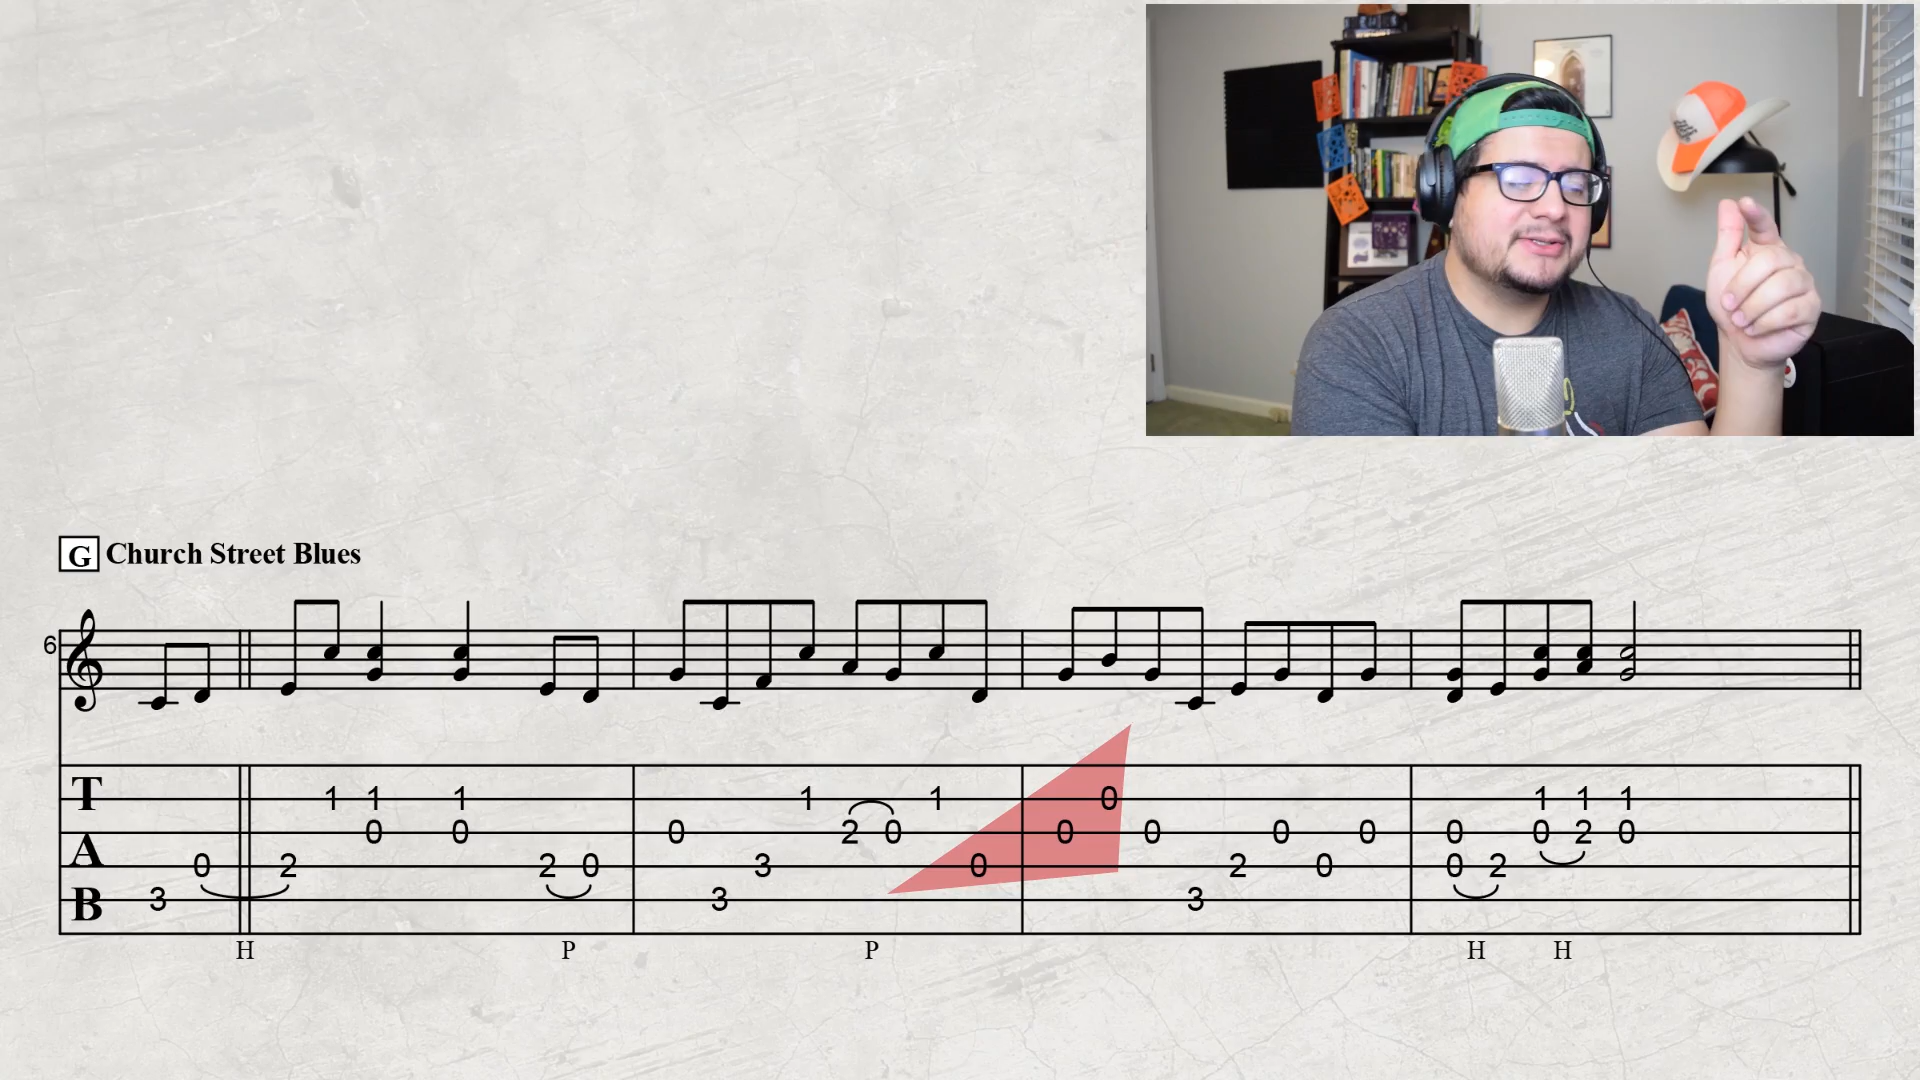 G Church Street Blues
6
T 1 1 1 1 1 0 1 1 1
0 0 0 2 0 0 0 0 0 0 0 2 0
A 0 2 2 0 3 0 2 0 0 2
B 3 3 3
H P P H H